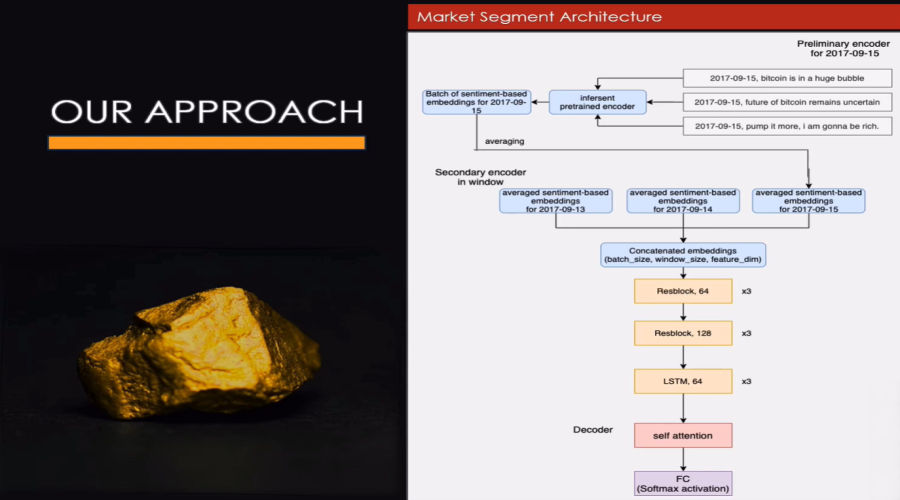 OUR APPROACH
Market Segment Architecture
Preliminary encoder
for 2017-09-15
2017-09-15, bitcoin is in a huge bubble
2017-09-15, future of bitcoin remains uncertain
2017-09-15, pump it more, i am gonna be rich.
infersent
pretrained encoder
Batch of sentiment-based
embeddings for 2017-09-
15
averaging
Secondary encoder
in window
averaged sentiment-based
embeddings
for 2017-09-13
averaged sentiment-based
embeddings
for 2017-09-14
averaged sentiment-based
embeddings
for 2017-09-15
Concatenated embeddings
(batch_size, window_size, feature_dim)
Resblock, 64
x3
Resblock, 128
x3
LSTM, 64
x3
Decoder
self attention
FC
(Softmax activation)